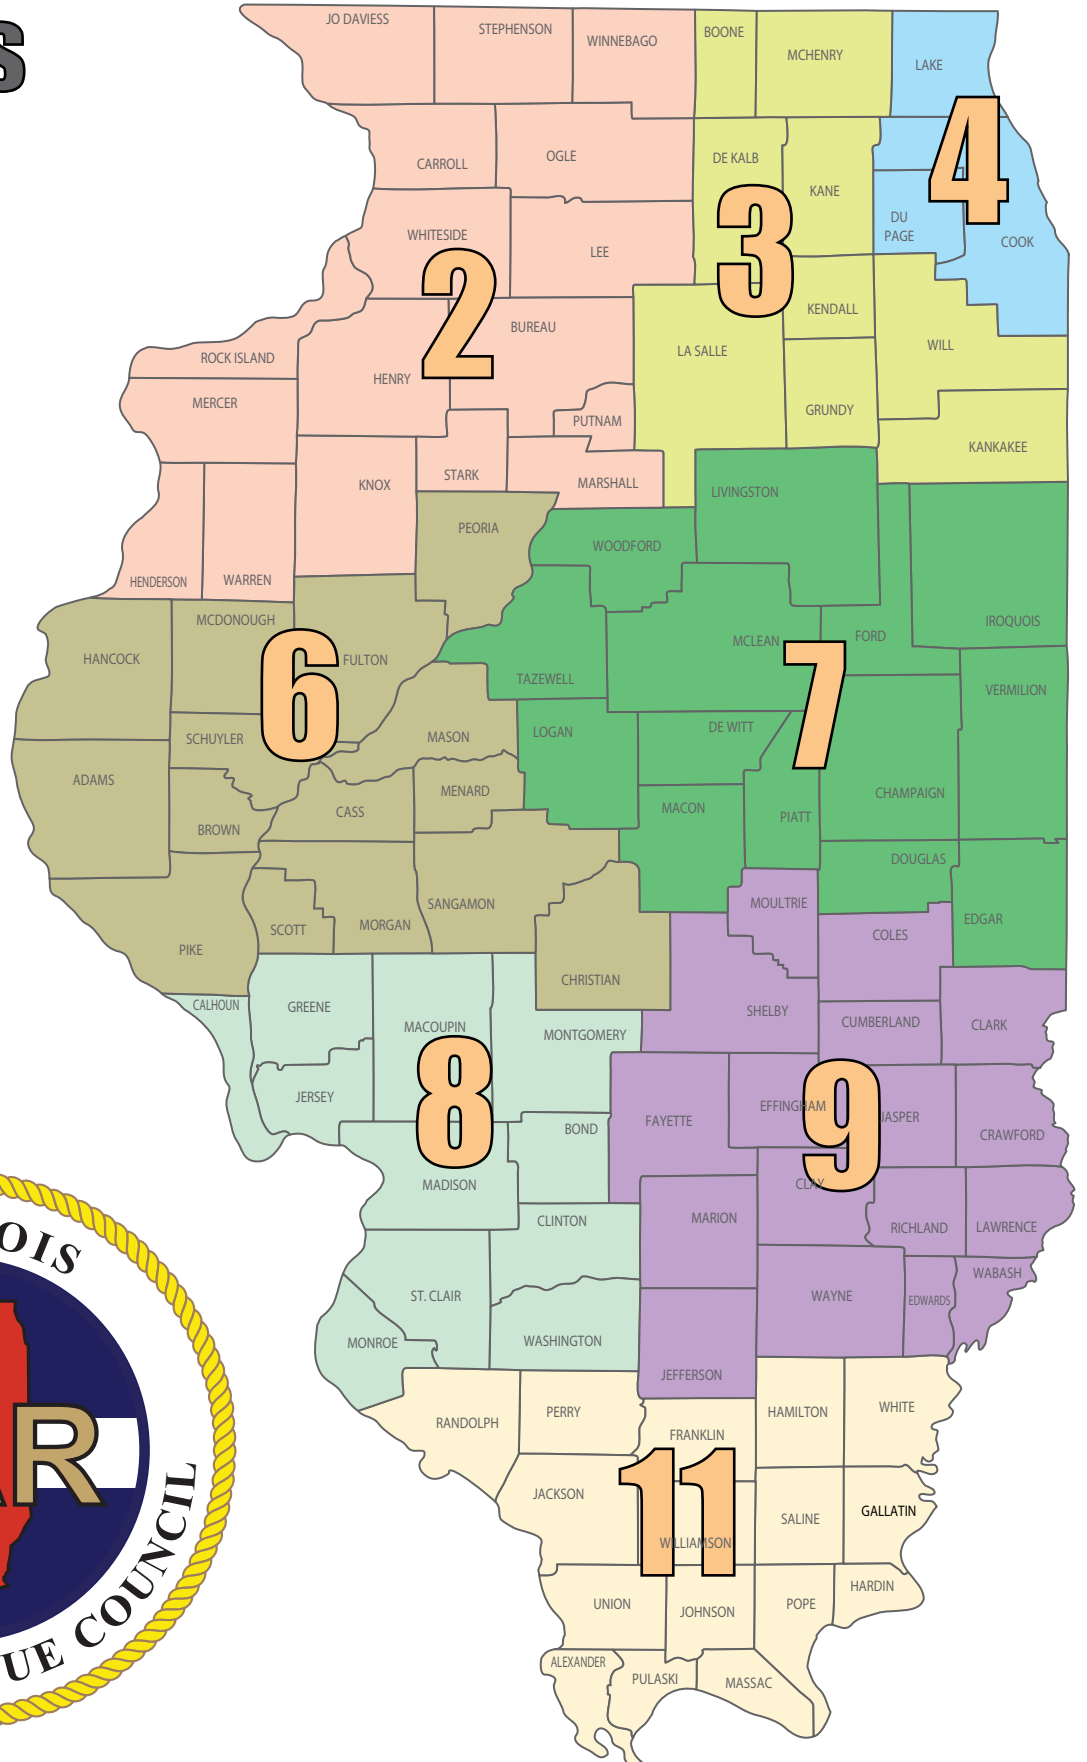 S
JO DAVIESS
STEPHENSON
WINNEBAGO
BOONE
MCHENRY
LAKE
4
CARROLL
OGLE
DE KALB
KANE
DU
PAGE
COOK
3
WHITESIDE
LEE
2
BUREAU
KENDALL
ROCK ISLAND
HENRY
LA SALLE
WILL
MERCER
PUTNAM
GRUNDY
KANKAKEE
KNOX
STARK
MARSHALL
LIVINGSTON
PEORIA
WOODFORD
HENDERSON
WARREN
MCDONOUGH
HANCOCK
FULTON
6
TAZEWELL
MCLEAN
FORD
IROQUOIS
7
VERMILION
SCHUYLER
MASON
LOGAN
DE WITT
ADAMS
CASS
MENARD
MACON
PIATT
CHAMPAIGN
BROWN
DOUGLAS
SCOTT
MORGAN
SANGAMON
MOULTRIE
COLES
EDGAR
PIKE
CHRISTIAN
CALHOUN
GREENE
MACOUPIN
MONTGOMERY
SHELBY
CUMBERLAND
CLARK
8
9
JERSEY
BOND
FAYETTE
EFFINGHAM
JASPER
CRAWFORD
MADISON
CLAY
CLINTON
MARION
RICHLAND
LAWRENCE
ST. CLAIR
WAYNE
EDWARDS
WABASH
MONROE
WASHINGTON
JEFFERSON
RANDOLPH
PERRY
FRANKLIN
HAMILTON
WHITE
11
JACKSON
WILLIAMSON
SALINE
GALLATIN
UNION
JOHNSON
POPE
HARDIN
ALEXANDER
PULASKI
MASSAC
OIS
R
UE COUNCIL